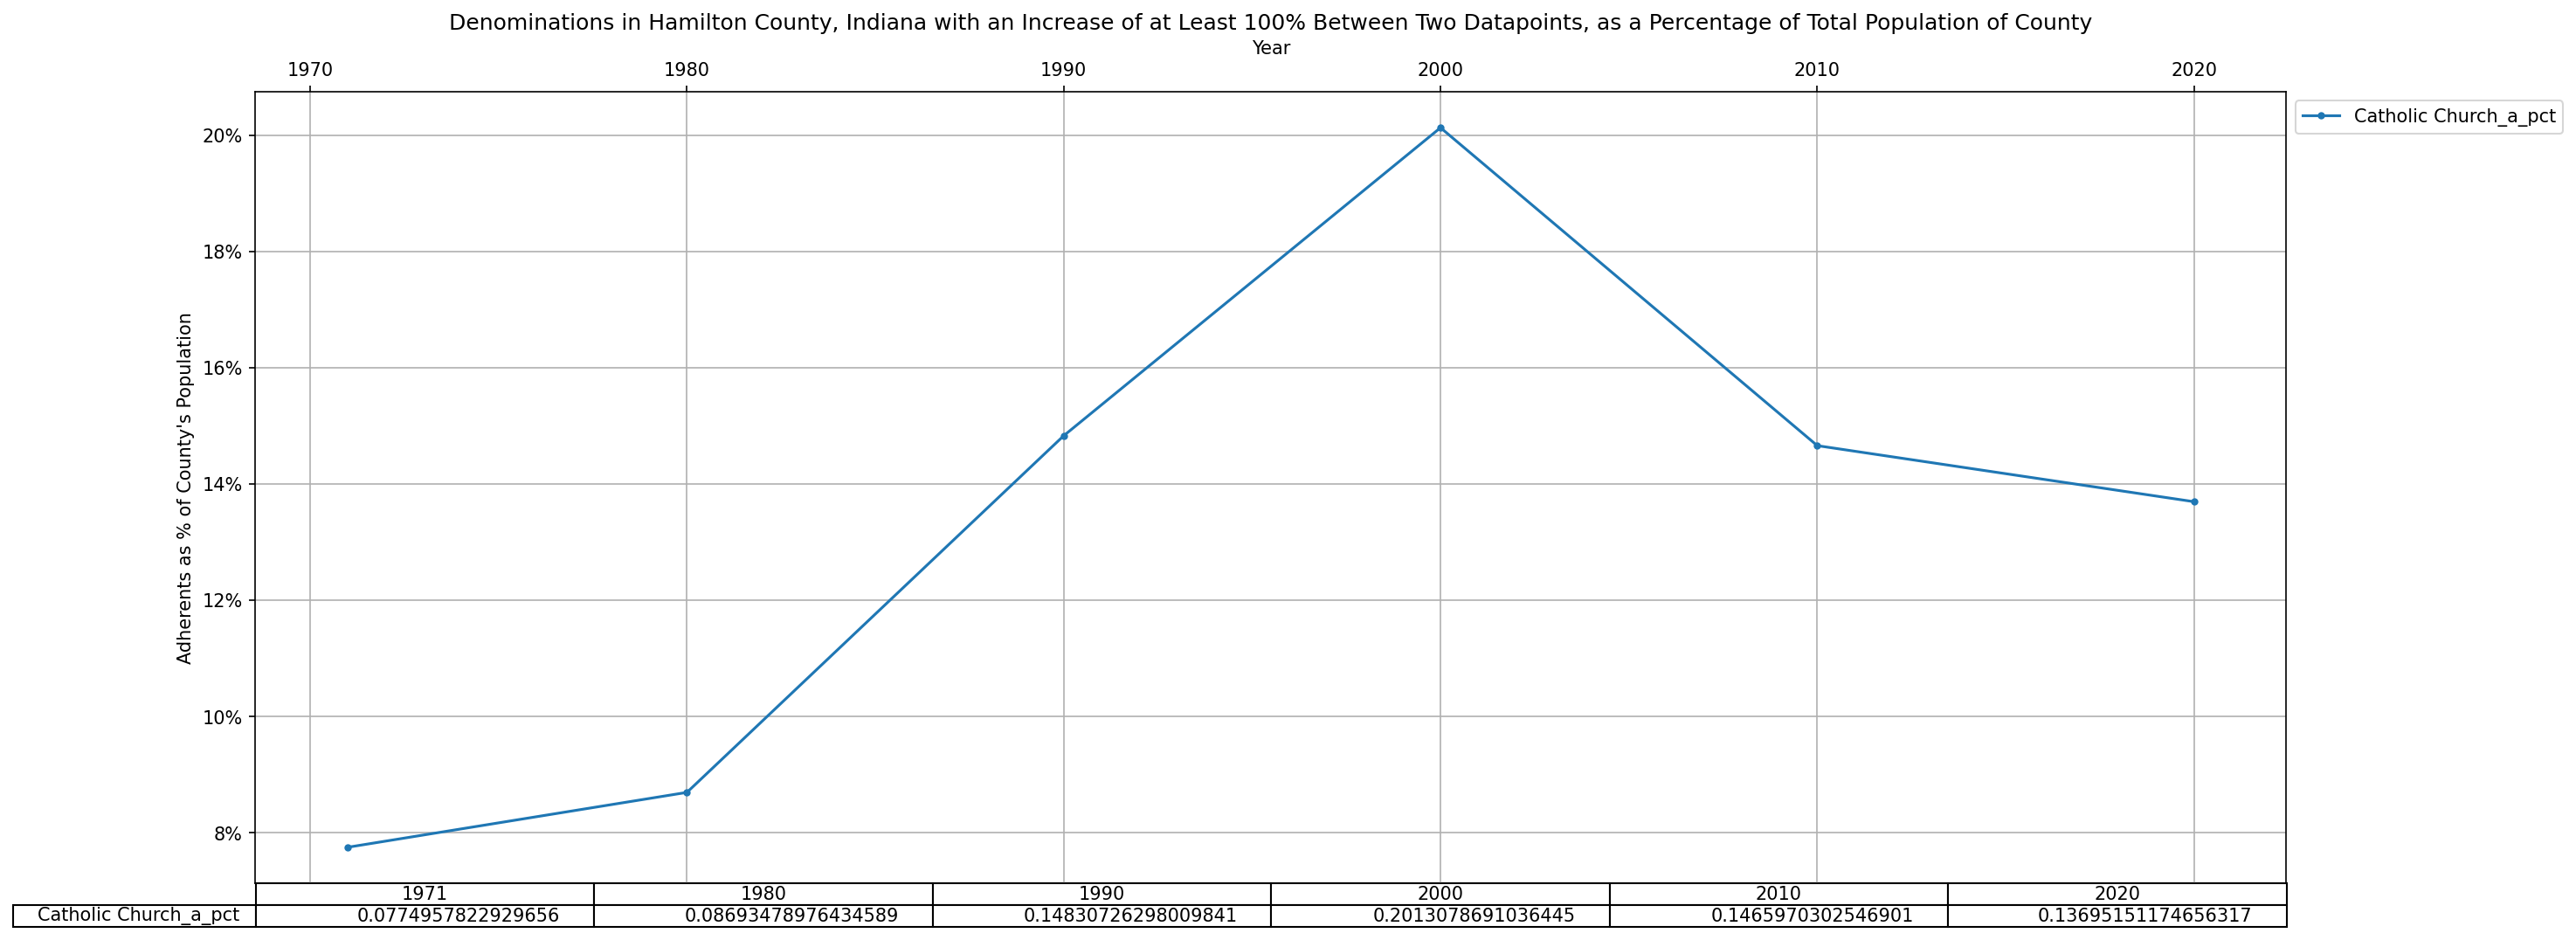 Denominations in Hamilton County, Indiana with an Increase of at Least 100% Between Two Datapoints, as a Percentage of Total Population of County
Year
1970 1980 1990 2000 2010 2020
Catholic Church_a_pct
Adherents as % of County's Population
20%
18%
16%
14%
12%
10%
8%
1971 1980 1990 2000 2010 2020
Catholic Church_a_pct 0.0774957822929656 0.08693478976434589 0.14830726298009841 0.2013078691036445 0.1465970302546901 0.13695151174656317